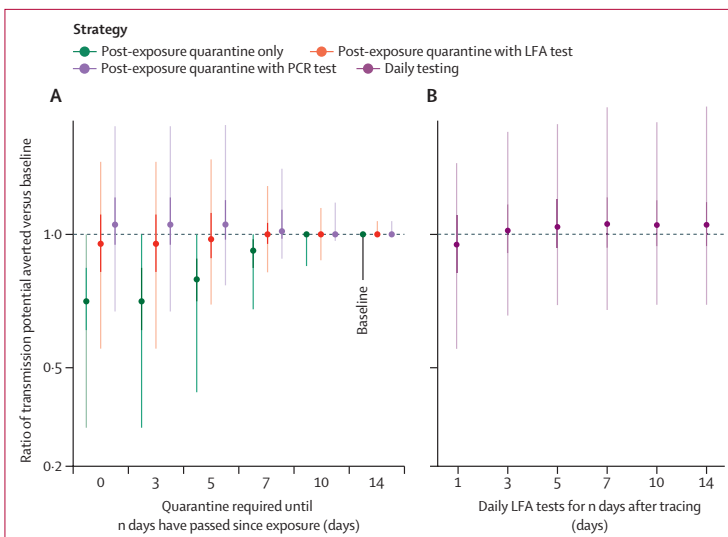 Strategy
Post-exposure quarantine only
Post-exposure quarantine with LFA test
Post-exposure quarantine with PCR test
Daily testing
A
B
Ratio of transmission potential averted versus baseline
1·0
0·5
0·2
Baseline
0 3 5 7 10 14
Quarantine required until
n days have passed since exposure (days)
1 3 5 7 10 14
Daily LFA tests for n days after tracing
(days)